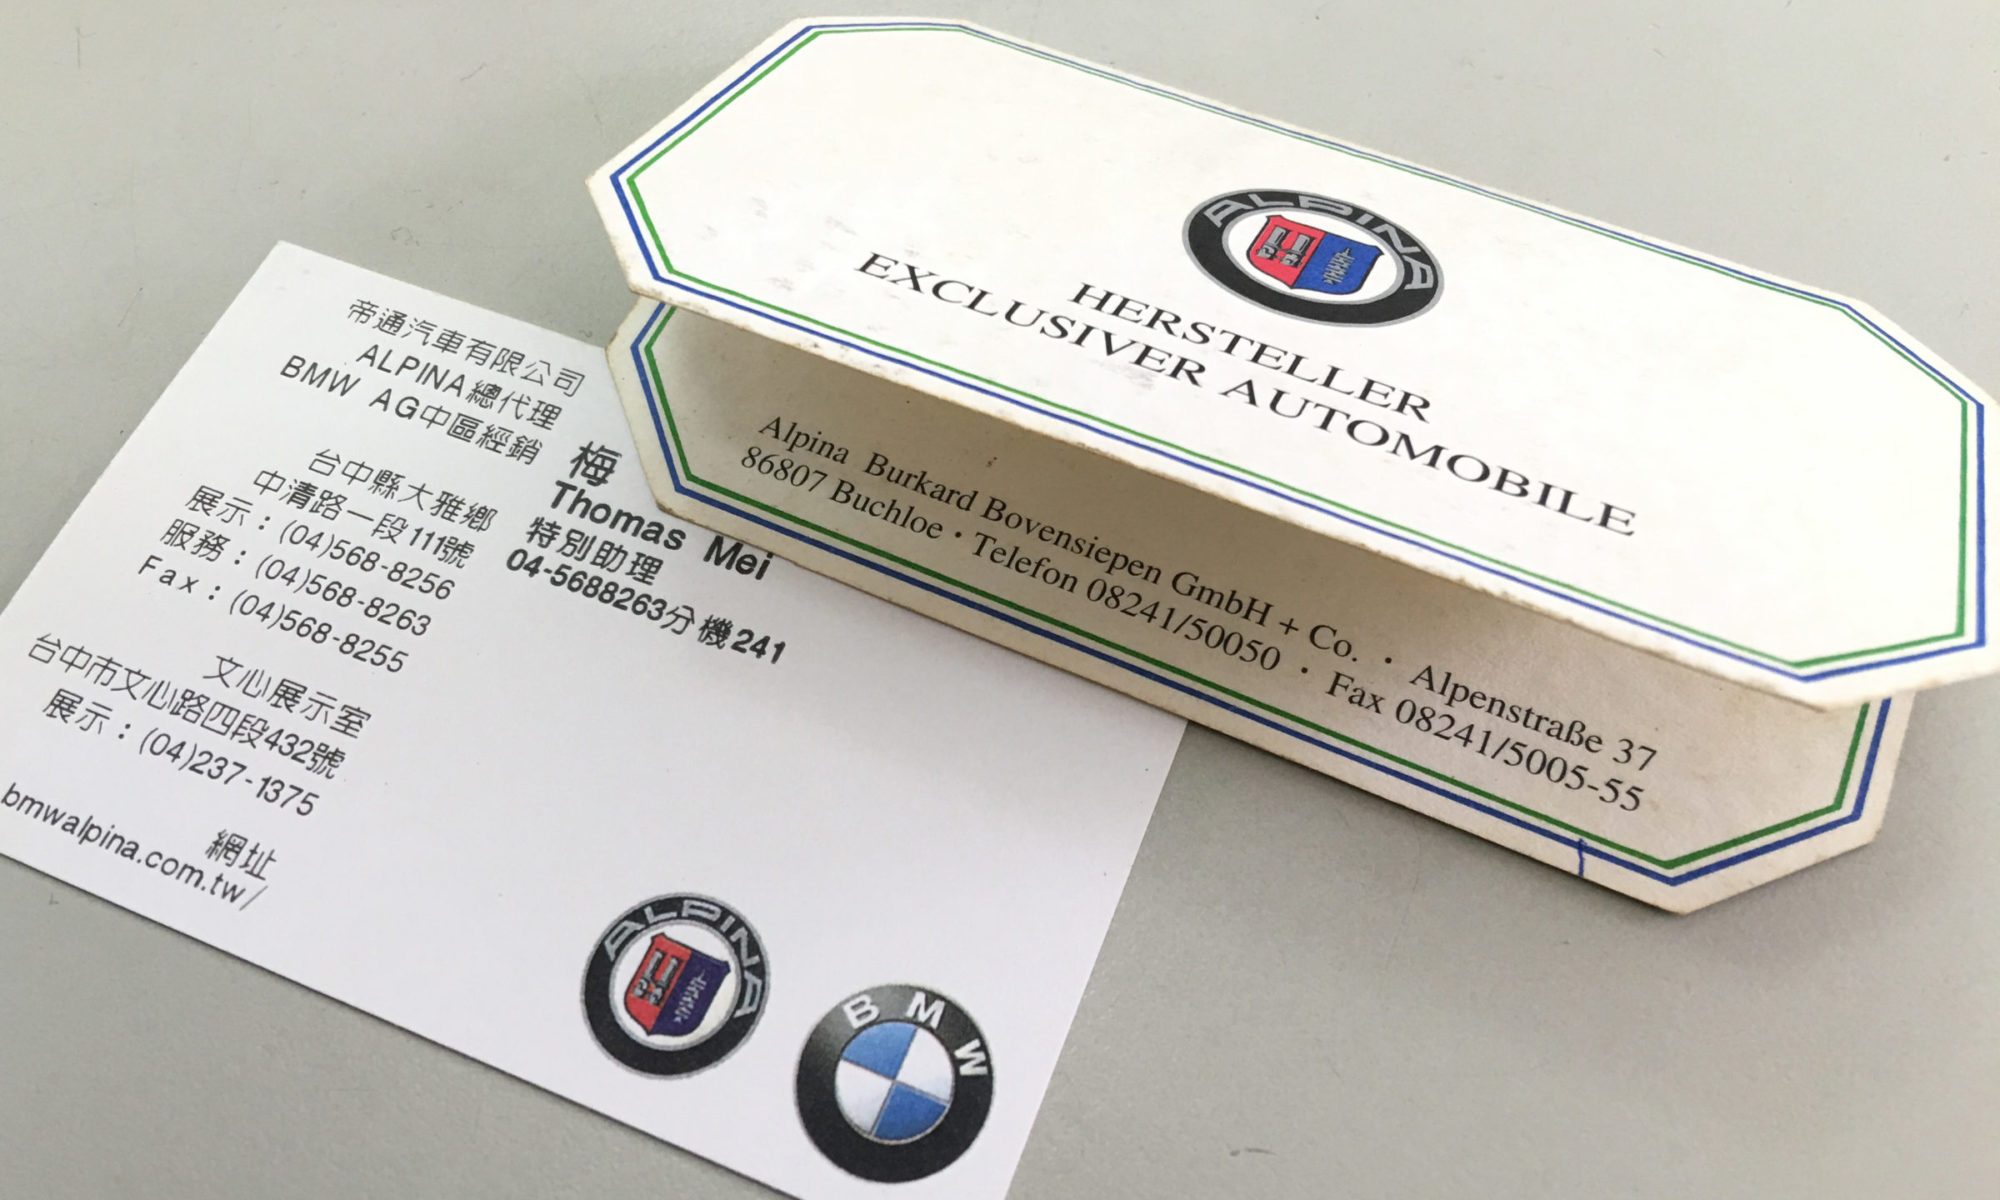 帝通汽車有限公司
ALPINA總代理
BMW AG中區經銷
台中縣大雅鄉
中清路一段111號
展示：(04)568-8256
服務：(04)568-8263
Fax：(04)568-8255
文心展示室
台中市文心路四段432號
展示：(04)237-1375
網址
bmwalpina.com.tw/
梅
Thomas Mei
特別助理
04-5688263分機241
ALPINA
BMW
ALPINA
HERSTELLER
EXCLUSIVER AUTOMOBILE
Alpina Burkard Bovensiepen GmbH + Co. · Alpenstraße 37
86807 Buchloe · Telefon 08241/50050 · Fax 08241/5005-55